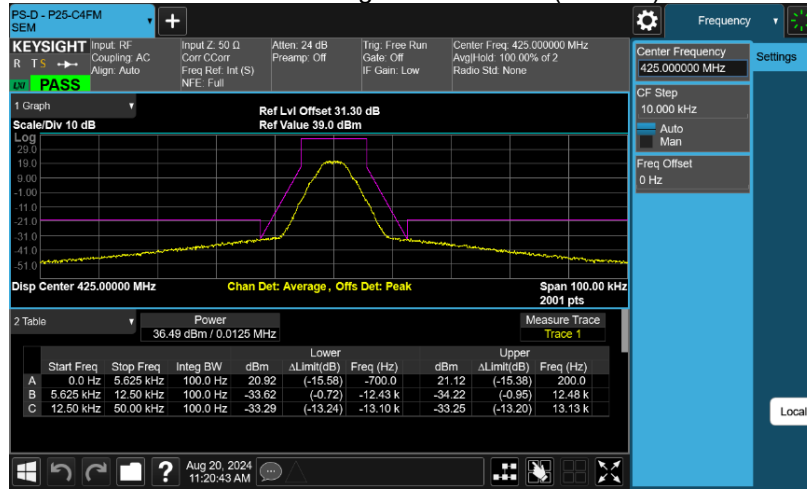 PS-D - P25-C4FM
SEM
Frequency
KEYSIGHT
R T S
PASS
Input: RF
Coupling: AC
Align: Auto
Input Z: 50 Ω
Corr CCorr
Freq Ref: Int (S)
NFE: Full
Atten: 24 dB
Preamp: Off
Trig: Free Run
Gate: Off
IF Gain: Low
Center Freq: 425.000000 MHz
Avg|Hold: 100.00% of 2
Radio Std: None
Center Frequency
425.000000 MHz
Settings
CF Step
10.000 kHz
Auto
Man
Freq Offset
0 Hz
1 Graph
Scale/Div 10 dB
Ref Lvl Offset 31.30 dB
Ref Value 39.0 dBm
Log
29.0
19.0
9.00
-1.00
-11.0
-21.0
-31.0
-41.0
-51.0
Disp Center 425.00000 MHz
Chan Det: Average, Offs Det: Peak
Span 100.00 kHz
2001 pts
2 Table
Power
36.49 dBm / 0.0125 MHz
Measure Trace
Trace 1
Lower Upper
Start Freq Stop Freq Integ BW dBm ΔLimit(dB) Freq (Hz) dBm ΔLimit(dB) Freq (Hz)
A 0.0 Hz 5.625 kHz 100.0 Hz 20.92 (-15.58) -700.0 21.12 (-15.38) 200.0
B 5.625 kHz 12.50 kHz 100.0 Hz -33.62 (-0.72) -12.43 k -34.22 (-0.95) 12.48 k
C 12.50 kHz 50.00 kHz 100.0 Hz -33.29 (-13.24) -13.10 k -33.25 (-13.20) 13.13 k
Local
Aug 20, 2024
11:20:43 AM